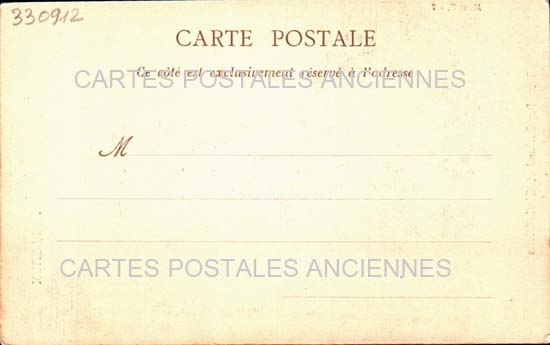 330912
CARTE POSTALE
Ce côté est exclusivement réservé à l'adresse
CARTES POSTALES ANCIENNES
M
CARTES POSTALES ANCIENNES